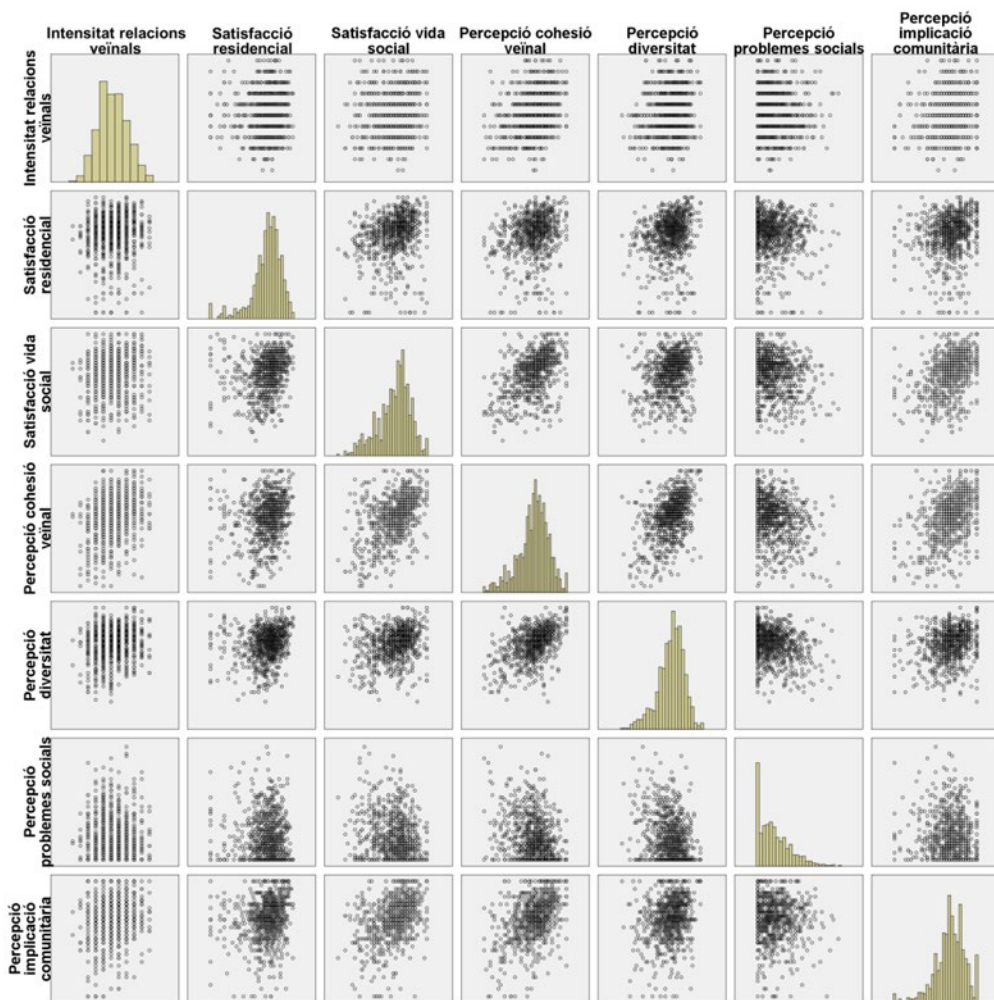 Intensitat relacions
veïnals
Satisfacció
residencial
Satisfacció vida
social
Percepció cohesió
veïnal
Percepció
diversitat
Percepció
problemes socials
Percepció
implicació
comunitària
Intensitat relacions
veïnals
Satisfacció
residencial
Satisfacció vida
social
Percepció cohesió
veïnal
Percepció
diversitat
Percepció
problemes socials
Percepció
implicació
comunitària